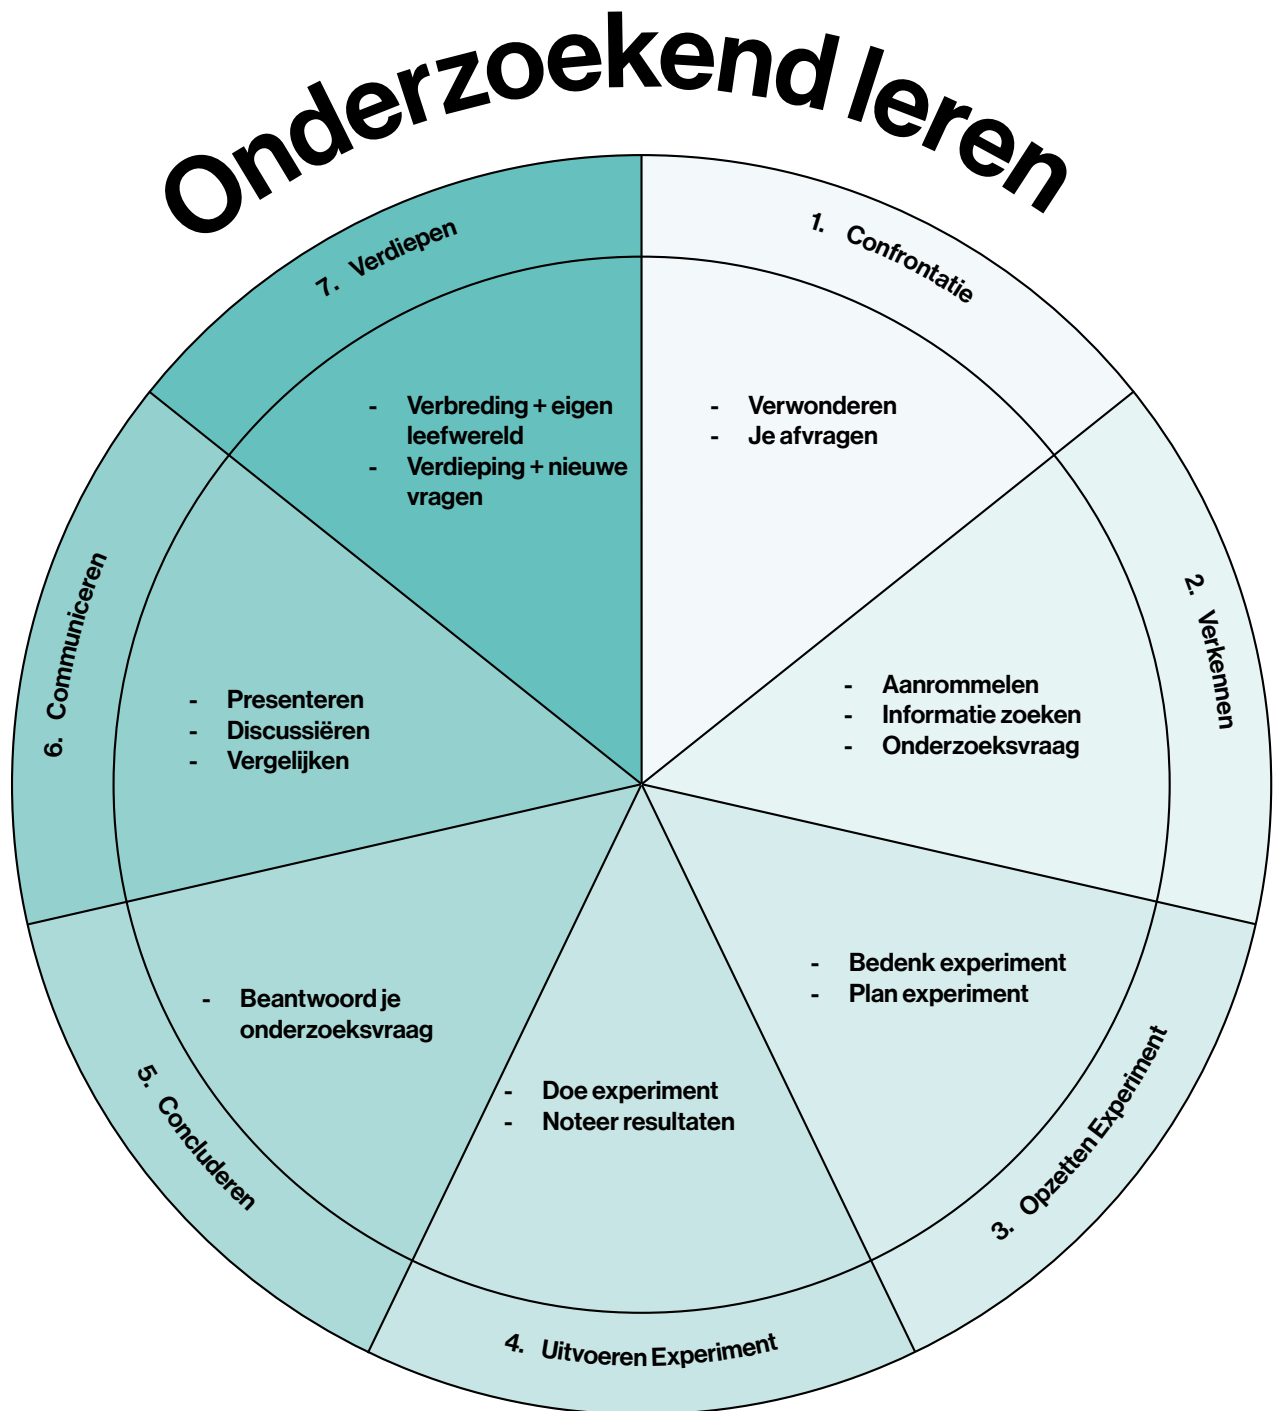 Onderzoekend leren
1. Confrontatie
- Verwonderen
- Je afvragen
2. Verkennen
- Aanrommelen
- Informatie zoeken
- Onderzoeksvraag
3. Opzetten Experiment
- Bedenk experiment
- Plan experiment
4. Uitvoeren Experiment
- Doe experiment
- Noteer resultaten
5. Concluderen
- Beantwoord je
onderzoeksvraag
6. Communiceren
- Presenteren
- Discussiëren
- Vergelijken
7. Verdiepen
- Verbreding + eigen
leefwereld
- Verdieping + nieuwe
vragen